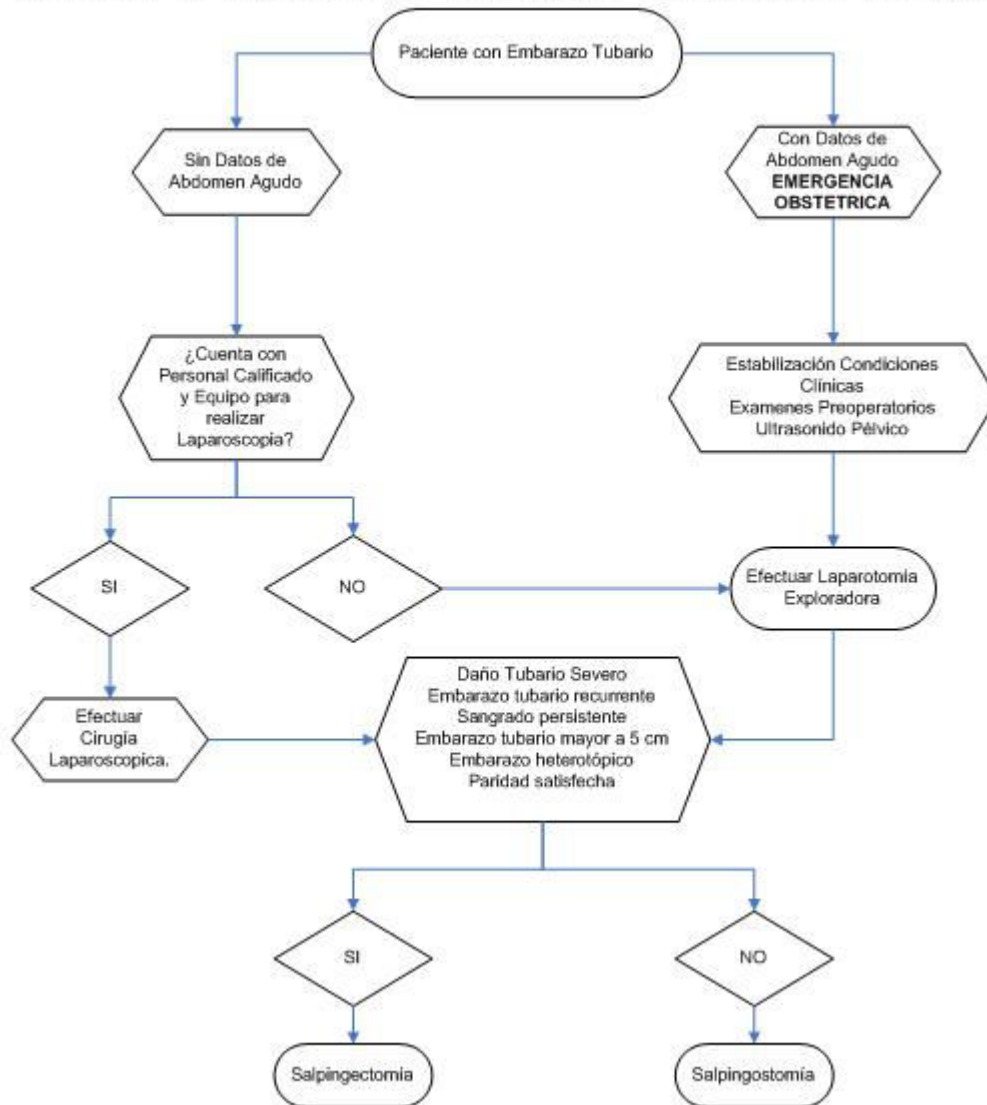 Paciente con Embarazo Tubario
Sin Datos de
Abdomen Agudo
Con Datos de
Abdomen Agudo
EMERGENCIA
OBSTETRICA
¿Cuenta con
Personal Calificado
y Equipo para
realizar
Laparoscopia?
Estabilización Condiciones
Clínicas
Examenes Preoperatorios
Ultrasonido Pélvico
SI
NO
Efectuar Laparotomia
Exploradora
Efectuar
Cirugía
Laparoscopica.
Daño Tubario Severo
Embarazo tubario recurrente
Sangrado persistente
Embarazo tubario mayor a 5 cm
Embarazo heterotópico
Paridad satisfecha
SI
NO
Salpingectomia
Salpingostomía